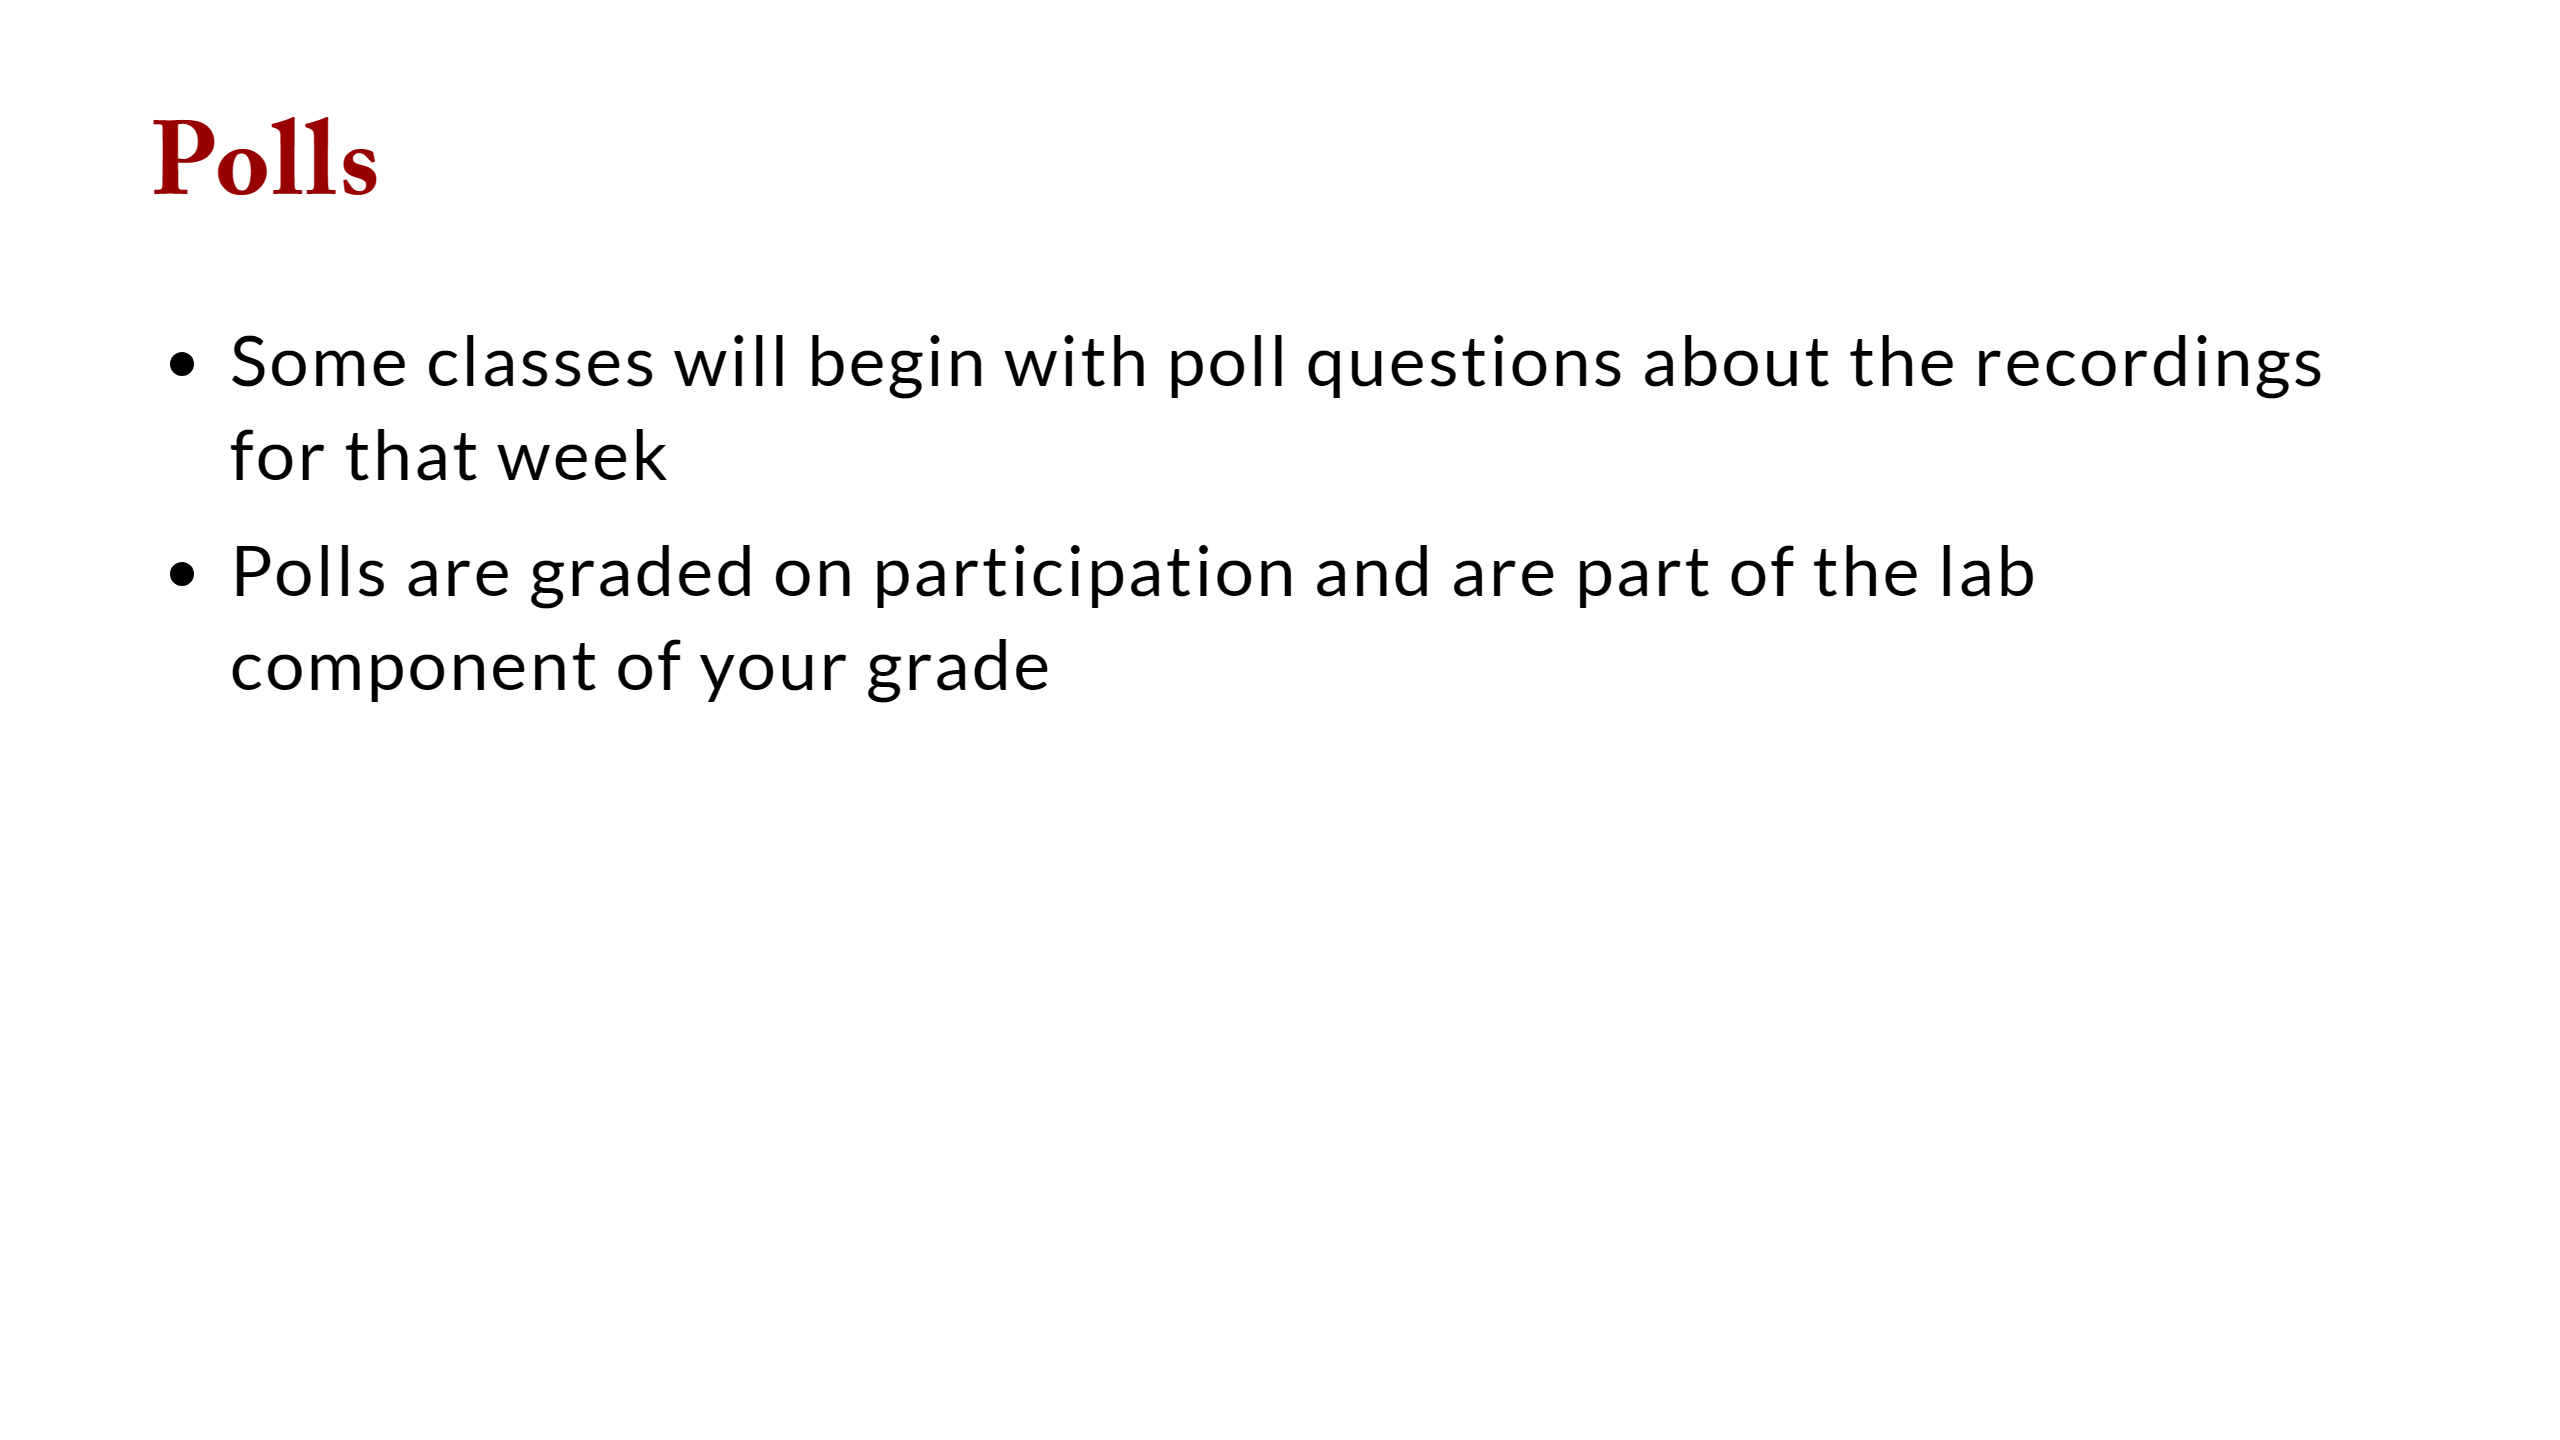 Polls
• Some classes will begin with poll questions about the recordings
for that week
• Polls are graded on participation and are part of the lab
component of your grade